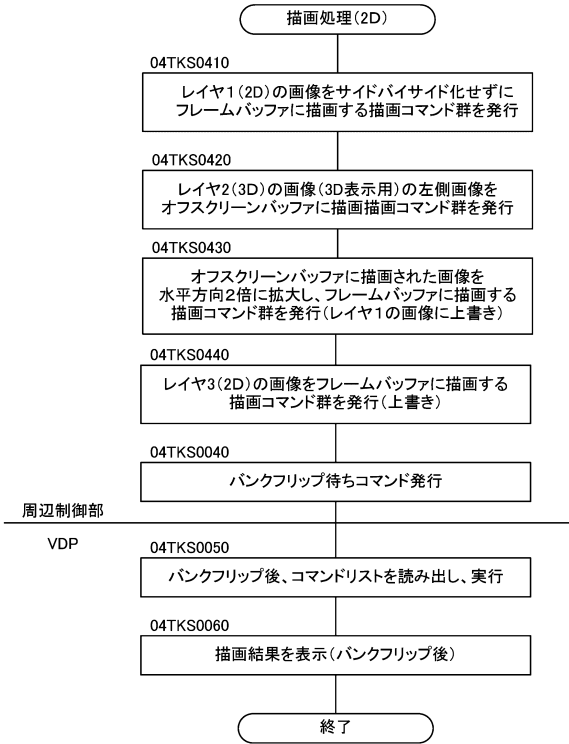 描画処理(2D)
04TKS0410
レイヤ1(2D)の画像をサイドバイサイド化せずに
フレームバッファに描画する描画コマンド群を発行
04TKS0420
レイヤ2(3D)の画像(3D表示用)の左側画像を
オフスクリーンバッファに描画描画コマンド群を発行
04TKS0430
オフスクリーンバッファに描画された画像を
水平方向2倍に拡大し、フレームバッファに描画する
描画コマンド群を発行(レイヤ1の画像に上書き)
04TKS0440
レイヤ3(2D)の画像をフレームバッファに描画する
描画コマンド群を発行(上書き)
04TKS0040
バンクフリップ待ちコマンド発行
周辺制御部
VDP
04TKS0050
バンクフリップ後、コマンドリストを読み出し、実行
04TKS0060
描画結果を表示(バンクフリップ後)
終了